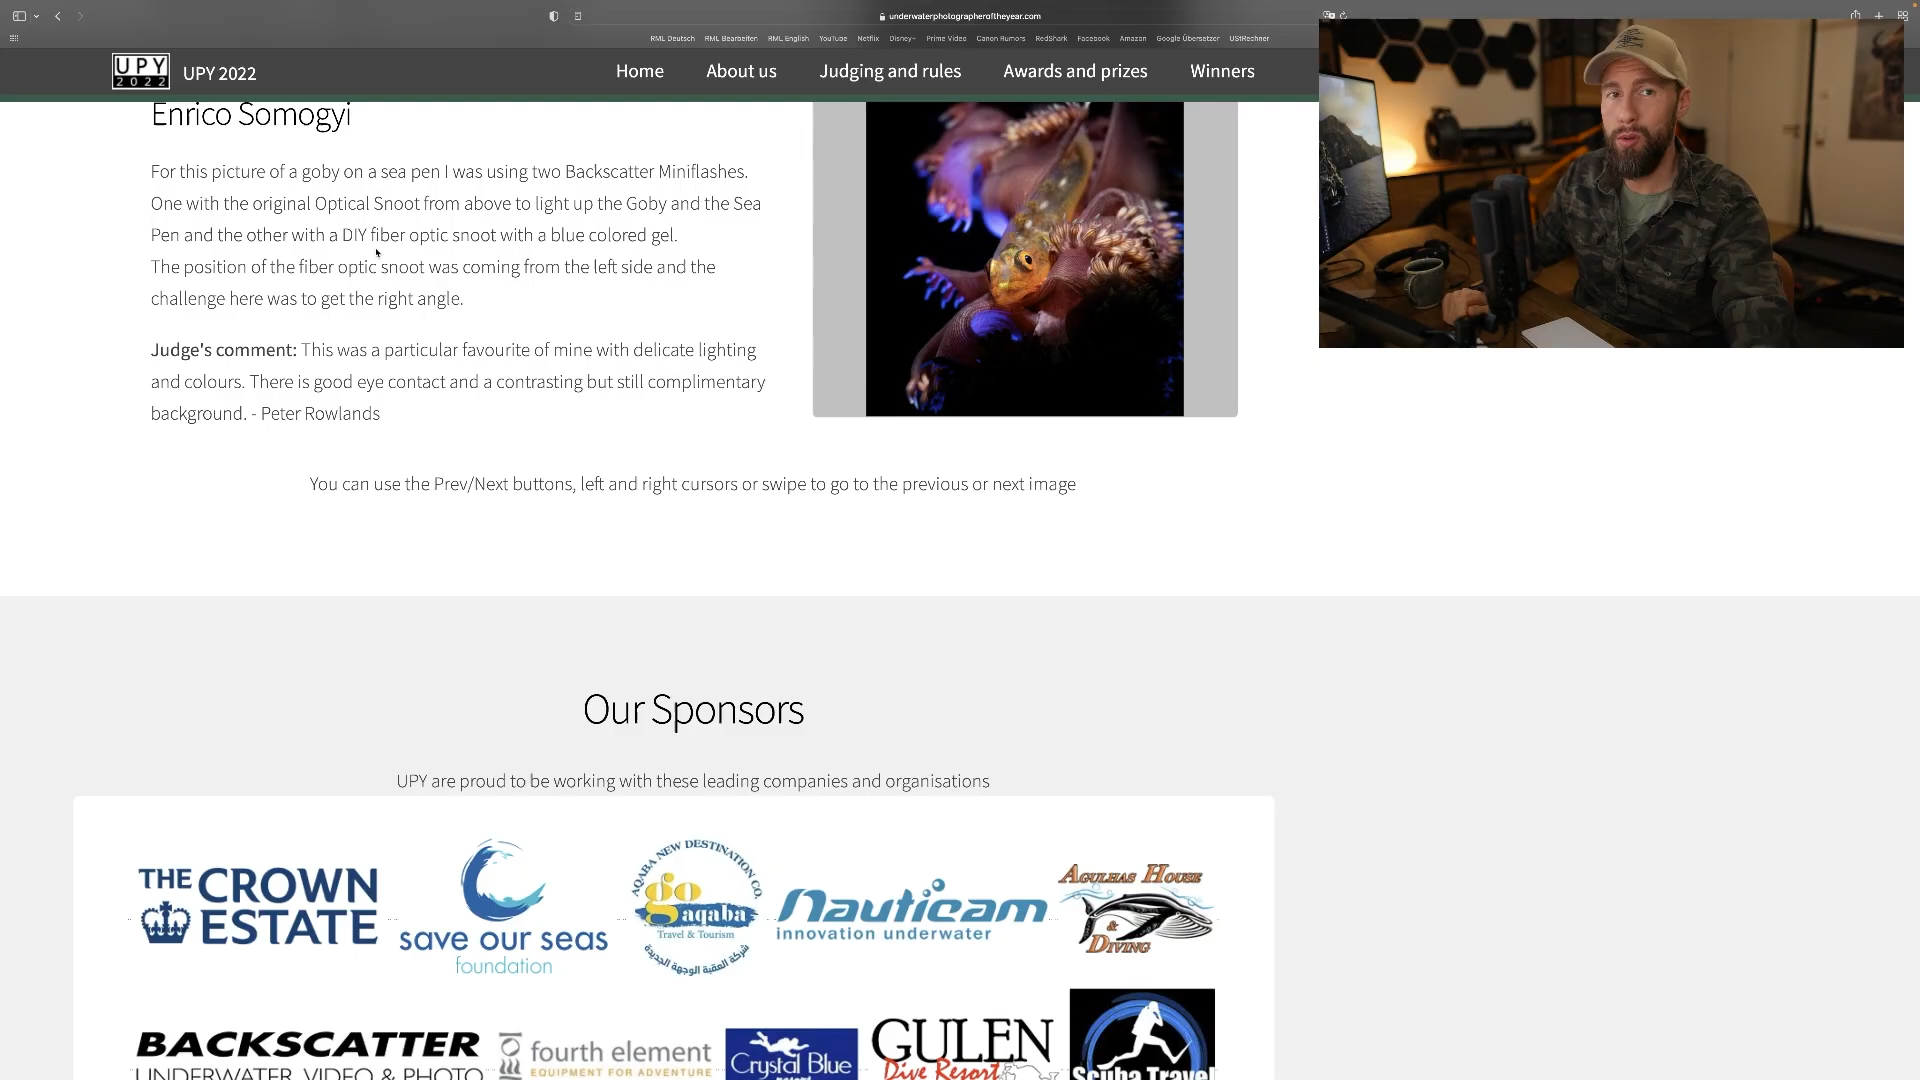 underwaterphotographeroftheyear.com
RML Deutsch RML Bearbeiten RML English YouTube Netflix Disney+ Prime Video Canon Rumors RedShark Facebook Amazon Google Übersetzer UStRechner
UPY
2022
UPY 2022
Home About us Judging and rules Awards and prizes Winners
Enrico Somogyi
For this picture of a goby on a sea pen I was using two Backscatter Miniflashes.
One with the original Optical Snoot from above to light up the Goby and the Sea
Pen and the other with a DIY fiber optic snoot with a blue colored gel.
The position of the fiber optic snoot was coming from the left side and the
challenge here was to get the right angle.
Judge's comment: This was a particular favourite of mine with delicate lighting
and colours. There is good eye contact and a contrasting but still complimentary
background. - Peter Rowlands
You can use the Prev/Next buttons, left and right cursors or swipe to go to the previous or next image
Our Sponsors
UPY are proud to be working with these leading companies and organisations
THE CROWN
ESTATE
save our seas
foundation
AQABA NEW DESTINATION CO.
go
aqaba
Travel & Tourism
شركة العقبة الوجهة الجديدة
Nauticam
innovation underwater
AGULHAS HOUSE
&
DIVING
BACKSCATTER
UNDERWATER VIDEO & PHOTO
fourth element
EQUIPMENT FOR ADVENTURE
Crystal Blue
resort
GULEN
Dive Resort
Scuba Travel